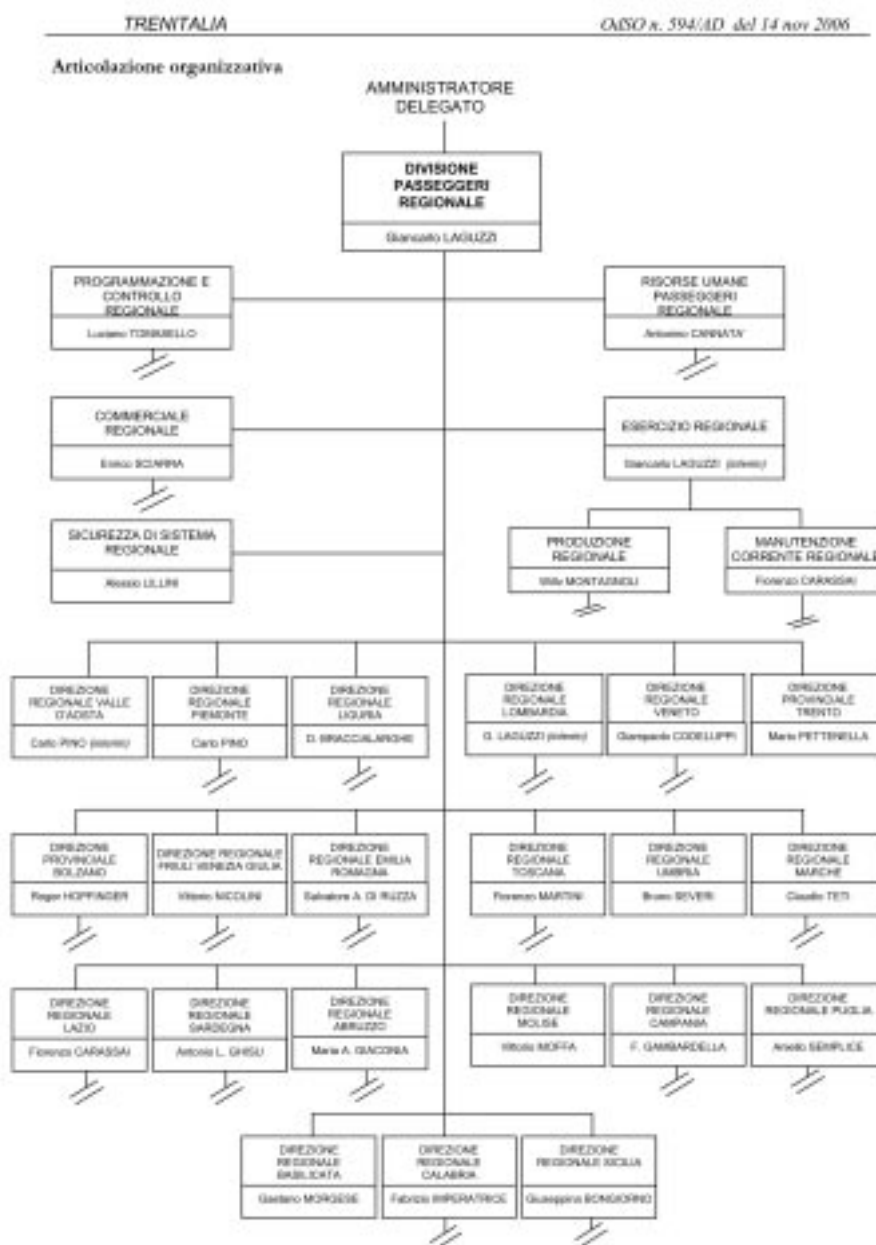 TRENITALIA
OdSO n. 594/AD del 14 nov 2006
Articolazione organizzativa
AMMINISTRATORE
DELEGATO
DIVISIONE
PASSEGGERI
REGIONALE
Giancarlo LAGUZZI
PROGRAMMAZIONE E
CONTROLLO
REGIONALE
Luciano
RISORSE UMANE
PASSEGGERI
REGIONALE
Antonino CANNATA'
COMMERCIALE
REGIONALE
Enrico SCIARRA
ESERCIZIO REGIONALE
Giancarlo LAGUZZI (interim)
SICUREZZA DI SISTEMA
REGIONALE
Alessio LILLINI
PRODUZIONE
REGIONALE
Willy MONTAGNOLI
MANUTENZIONE
CORRENTE REGIONALE
Fiorenzo CARASSAI
DIREZIONE
REGIONALE VALLE
D'AOSTA
Carlo PINO (interim)
DIREZIONE
REGIONALE
PIEMONTE
Carlo PINO
DIREZIONE
REGIONALE
LIGURIA
D. BRACCIALARGHE
DIREZIONE
REGIONALE
LOMBARDIA
G. LAGUZZI (interim)
DIREZIONE
REGIONALE
VENETO
Giampaolo CODELUPPI
DIREZIONE
PROVINCIALE
TRENTO
Mario PETTENELLA
DIREZIONE
PROVINCIALE
BOLZANO
Roger HOPFINGER
DIREZIONE REGIONALE
FRIULI VENEZIA GIULIA
Vittorio NICOLINI
DIREZIONE
REGIONALE EMILIA
ROMAGNA
Salvatore A. DI RUZZA
DIREZIONE
REGIONALE
TOSCANA
Fiorenzo MARTINI
DIREZIONE
REGIONALE
UMBRIA
Bruno SEVERI
DIREZIONE
REGIONALE
MARCHE
Claudio TETI
DIREZIONE
REGIONALE
LAZIO
Fiorenzo CARASSAI
DIREZIONE
REGIONALE
SARDEGNA
Antonio L. GHISU
DIREZIONE
REGIONALE
ABRUZZO
Maria A. GIACONIA
DIREZIONE
REGIONALE
MOLISE
Vittorio MOFFA
DIREZIONE
REGIONALE
CAMPANIA
F. GAMBARDELLA
DIREZIONE
REGIONALE PUGLIA
Aniello SEMPLICE
DIREZIONE
REGIONALE
BASILICATA
Gaetano MORGESE
DIREZIONE
REGIONALE
CALABRIA
Fabrizio IMPERATRICE
DIREZIONE
REGIONALE SICILIA
Giuseppina BONGIORNO